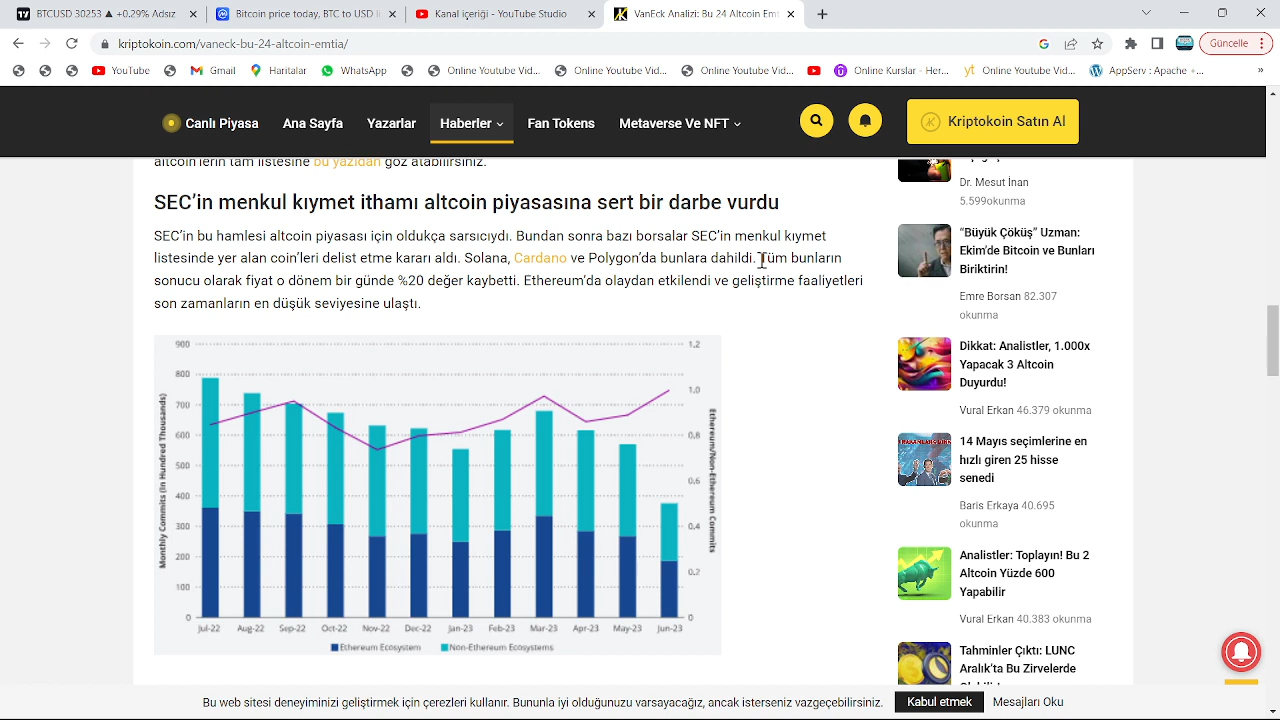 BTCUSD 30253 ▲ +0.29% Adsız
Bitcoin price today, BTC to USD li
Kanal İçeriği - YouTube Studio
VanEck Analizi: Bu 24 Altcoin Emt
kriptokoin.com/vaneck-bu-24-altcoin-emtia/
Güncelle
YouTube
Gmail
Haritalar
WhatsApp
Online Youtube Vid...
Online Youtube Vid...
Online Youtube Vid...
Online Kurslar - Her...
yt Online Youtube Vid...
AppServ : Apache +...
»
Canlı Piyasa
Ana Sayfa
Yazarlar
Haberler
Fan Tokens
Metaverse Ve NFT
Kriptokoin Satın Al
altcoin'lerin tam listesine bu yazıdan göz atabilirsiniz.
SEC'in menkul kıymet ithamı altcoin piyasasına sert bir darbe vurdu
SEC'in bu hamlesi altcoin piyasası için oldukça sarsıcıydı. Bundan sonra bazı borsalar SEC'in menkul kıymet
listesinde yer alan coin'leri delist etme kararı aldı. Solana, Cardano ve Polygon'da bunlara dahildi. Tüm bunların
sonucu olarak fiyat o dönem bir günde %20 değer kaybetti. Ethereum'da olaydan etkilendi ve geliştirme faaliyetleri
son zamanların en düşük seviyesine ulaştı.
Monthly Commits (In Hundred Thousands)
900
800
700
600
500
400
300
200
100
0
1,2
1,0
0,8
0,6
0,4
0,2
0
Ethereum/Non-Ethereum Commits
Jul-22 Aug-22 Sep-22 Oct-22 Nov-22 Dec-22 Jan-23 Feb-23 Mar-23 Apr-23 May-23 Jun-23
Ethereum Ecosystem Non-Ethereum Ecosystems
Dr. Mesut İnan
5.599okunma
“Büyük Çöküş” Uzman:
Ekim'de Bitcoin ve Bunları
Biriktirin!
Emre Borsan 82.307
okunma
Dikkat: Analistler, 1.000x
Yapacak 3 Altcoin
Duyurdu!
Vural Erkan 46.379 okunma
14 Mayıs seçimlerine en
hızlı giren 25 hisse
senedi
Baris Erkaya 40.695
okunma
Analistler: Toplayın! Bu 2
Altcoin Yüzde 600
Yapabilir
Vural Erkan 40.383 okunma
Tahminler Çıktı: LUNC
Aralık'ta Bu Zirvelerde
eyiminizi geliştirmek için çerezleri kullanır. Bununla iyi olduğunuzu varsayacağız, ancak isterseniz vazgeçebilirsiniz.
Kabul etmek
Mesajları Oku